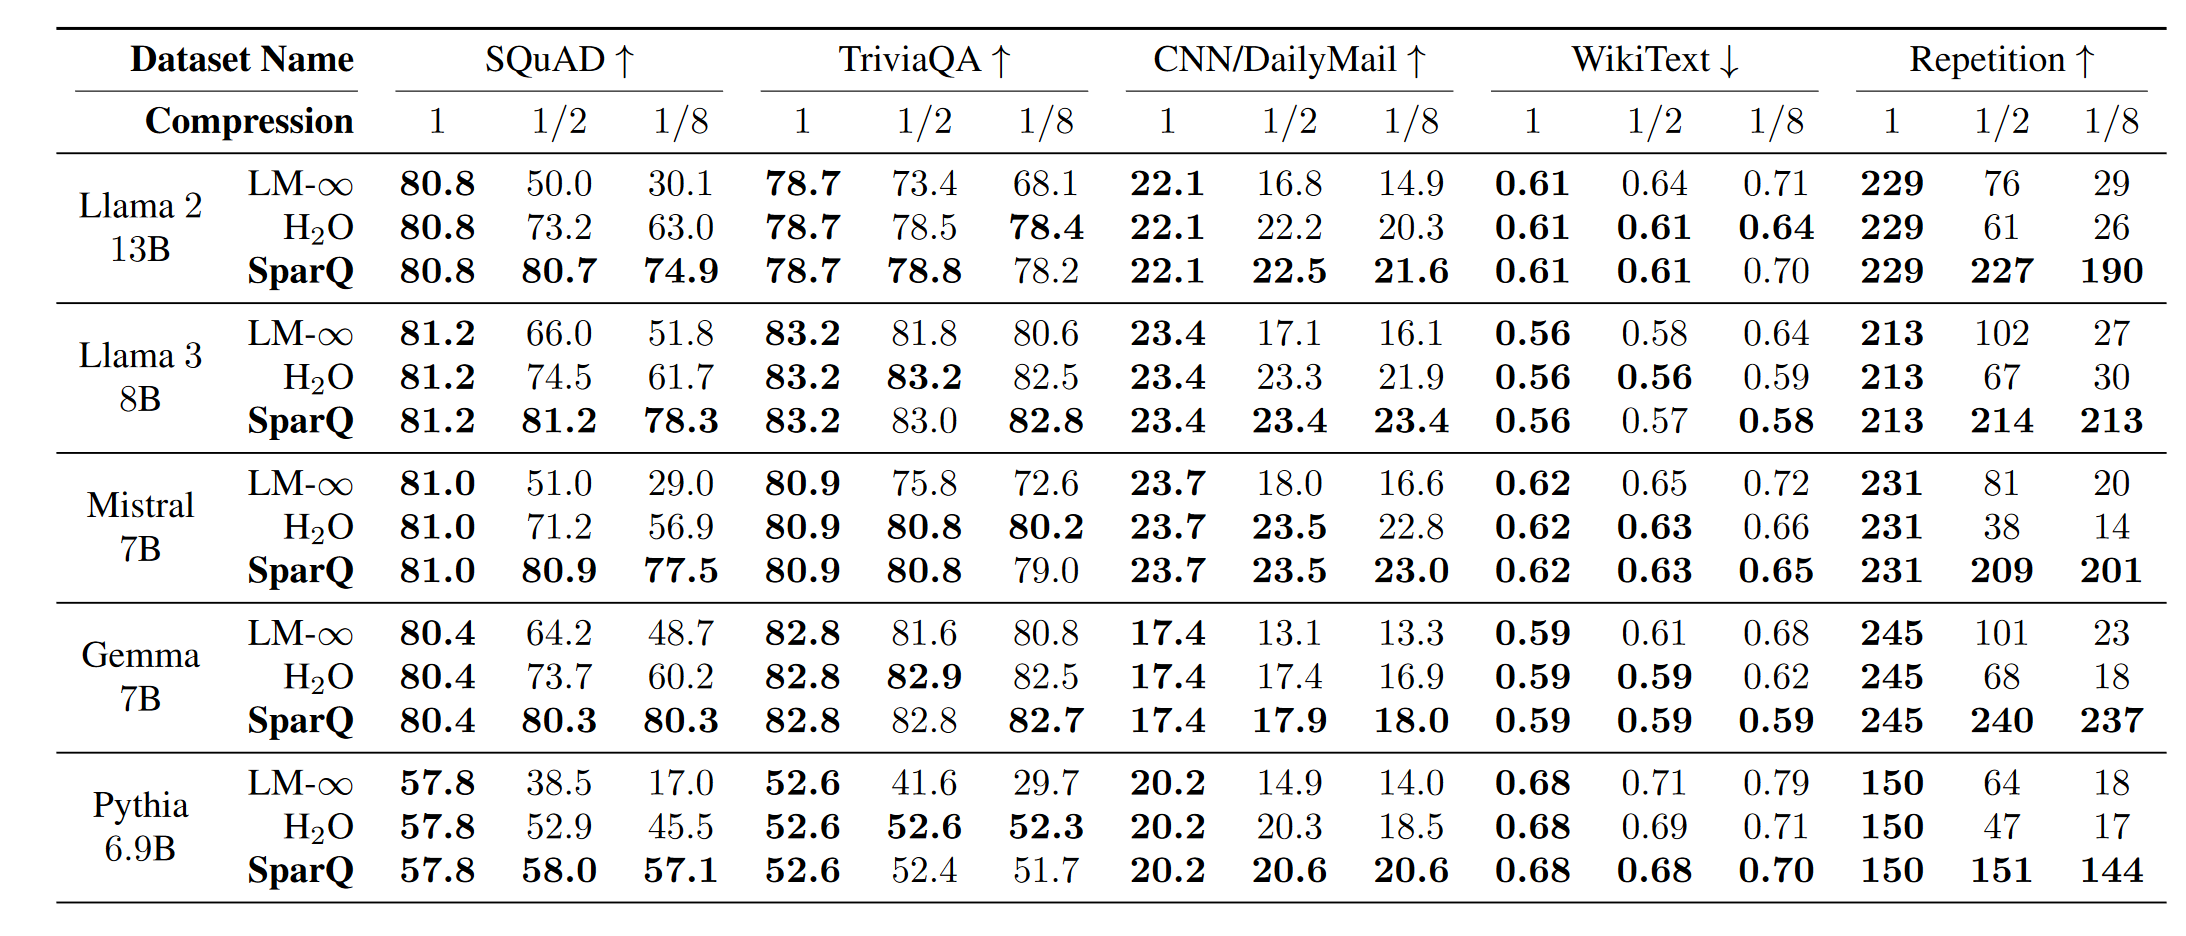 Dataset Name SQuAD ↑ TriviaQA ↑ CNN/DailyMail ↑ WikiText ↓ Repetition ↑
Compression 1 1/2 1/8 1 1/2 1/8 1 1/2 1/8 1 1/2 1/8 1 1/2 1/8
Llama 2 13B
LM-∞ 80.8 50.0 30.1 78.7 73.4 68.1 22.1 16.8 14.9 0.61 0.64 0.71 229 76 29
H₂O 80.8 73.2 63.0 78.7 78.5 78.4 22.1 22.2 20.3 0.61 0.61 0.64 229 61 26
SparQ 80.8 80.7 74.9 78.7 78.8 78.2 22.1 22.5 21.6 0.61 0.61 0.70 229 227 190
Llama 3 8B
LM-∞ 81.2 66.0 51.8 83.2 81.8 80.6 23.4 17.1 16.1 0.56 0.58 0.64 213 102 27
H₂O 81.2 74.5 61.7 83.2 83.2 82.5 23.4 23.3 21.9 0.56 0.56 0.59 213 67 30
SparQ 81.2 81.2 78.3 83.2 83.0 82.8 23.4 23.4 23.4 0.56 0.57 0.58 213 214 213
Mistral 7B
LM-∞ 81.0 51.0 29.0 80.9 75.8 72.6 23.7 18.0 16.6 0.62 0.65 0.72 231 81 20
H₂O 81.0 71.2 56.9 80.9 80.8 80.2 23.7 23.5 22.8 0.62 0.63 0.66 231 38 14
SparQ 81.0 80.9 77.5 80.9 80.8 79.0 23.7 23.5 23.0 0.62 0.63 0.65 231 209 201
Gemma 7B
LM-∞ 80.4 64.2 48.7 82.8 81.6 80.8 17.4 13.1 13.3 0.59 0.61 0.68 245 101 23
H₂O 80.4 73.7 60.2 82.8 82.9 82.5 17.4 17.4 16.9 0.59 0.59 0.62 245 68 18
SparQ 80.4 80.3 80.3 82.8 82.8 82.7 17.4 17.9 18.0 0.59 0.59 0.59 245 240 237
Pythia 6.9B
LM-∞ 57.8 38.5 17.0 52.6 41.6 29.7 20.2 14.9 14.0 0.68 0.71 0.79 150 64 18
H₂O 57.8 52.9 45.5 52.6 52.6 52.3 20.2 20.3 18.5 0.68 0.69 0.71 150 47 17
SparQ 57.8 58.0 57.1 52.6 52.4 51.7 20.2 20.6 20.6 0.68 0.68 0.70 150 151 144